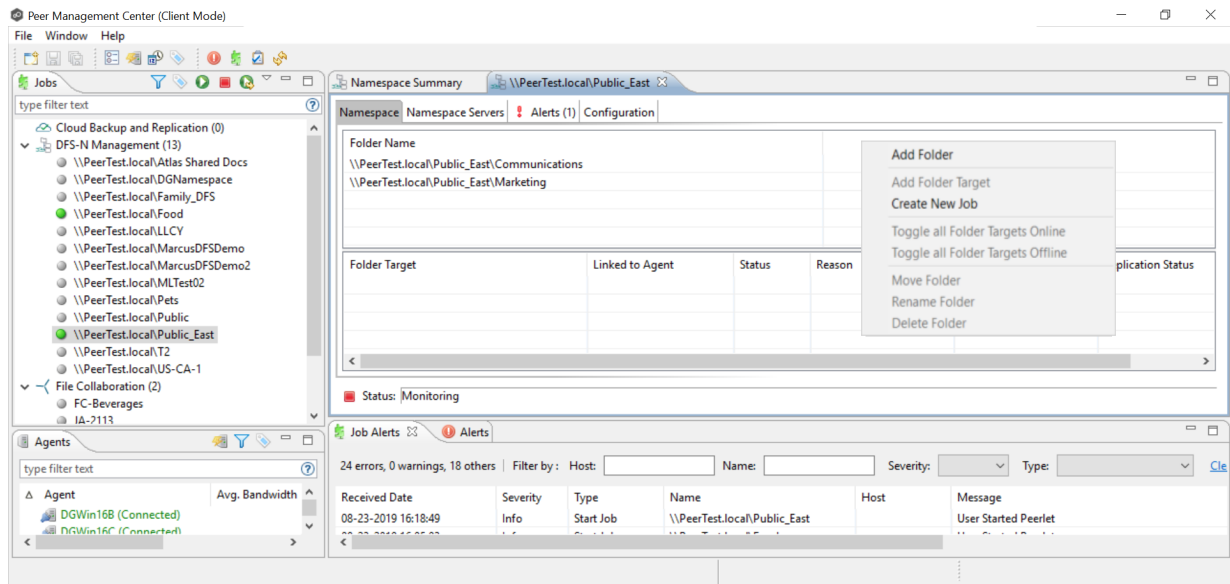 Peer Management Center (Client Mode)
File Window Help
Jobs
type filter text
Cloud Backup and Replication (0)
DFS-N Management (13)
\\PeerTest.local\Atlas Shared Docs
\\PeerTest.local\DGNamespace
\\PeerTest.local\Family_DFS
\\PeerTest.local\Food
\\PeerTest.local\LLCY
\\PeerTest.local\MarcusDFSDemo
\\PeerTest.local\MarcusDFSDemo2
\\PeerTest.local\MLTest02
\\PeerTest.local\Pets
\\PeerTest.local\Public
\\PeerTest.local\Public_East
\\PeerTest.local\T2
\\PeerTest.local\US-CA-1
File Collaboration (2)
FC-Beverages
JA-2113
Agents
type filter text
Agent Avg. Bandwidth
DGWin16B (Connected)
DGWin16C (Connected)
Namespace Summary \\PeerTest.local\Public_East
Namespace Namespace Servers Alerts (1) Configuration
Folder Name
\\PeerTest.local\Public_East\Communications
\\PeerTest.local\Public_East\Marketing
Add Folder
Add Folder Target
Create New Job
Toggle all Folder Targets Online
Toggle all Folder Targets Offline
Move Folder
Rename Folder
Delete Folder
Folder Target Linked to Agent Status Reason plication Status
Status: Monitoring
Job Alerts Alerts
24 errors, 0 warnings, 18 others Filter by : Host: Name: Severity: Type: Cle
Received Date Severity Type Name Host Message
08-23-2019 16:18:49 Info Start Job \\PeerTest.local\Public_East User Started Peerlet